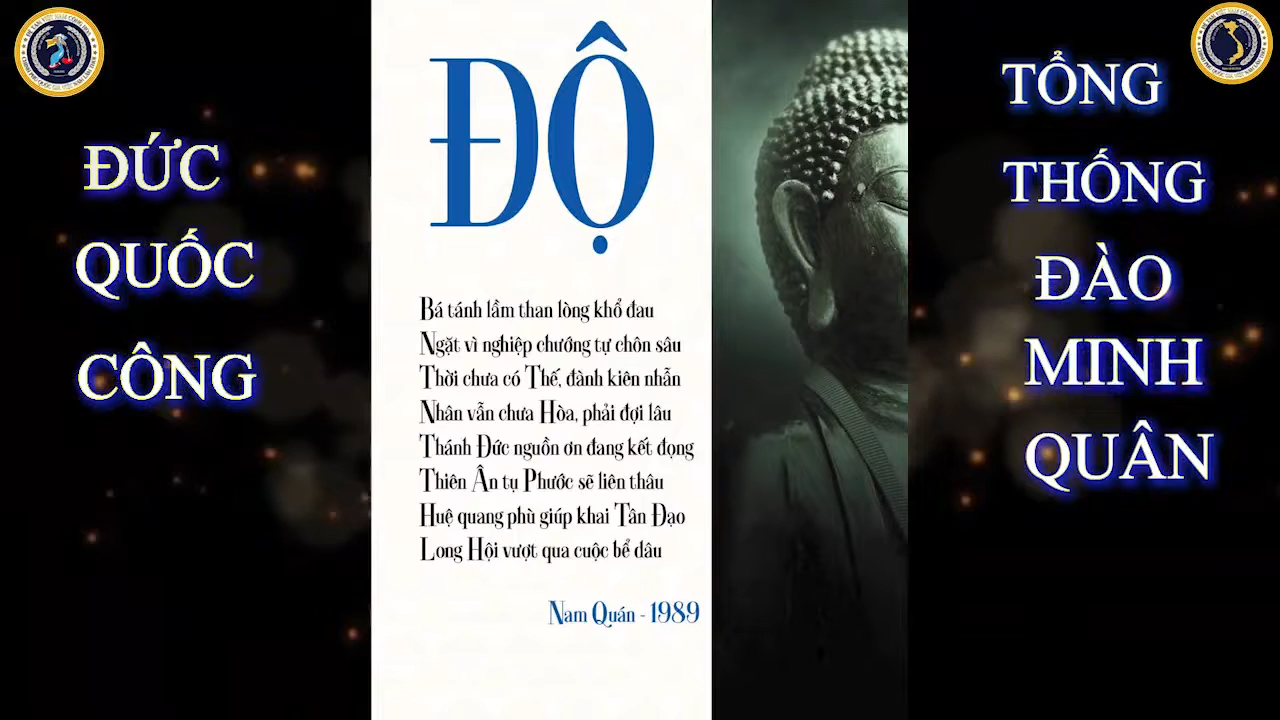 ĐỨC
QUỐC
CÔNG
ĐỘ
Bá tánh lầm than lòng khổ đau
Ngặt vì nghiệp chướng tự chôn sâu
Thời chưa có Thế, đành kiên nhẫn
Nhân vẫn chưa Hòa, phải đợi lâu
Thánh Đức nguồn ơn đang kết đọng
Thiên Ân tụ Phước sẽ liên thâu
Huệ quang phù giúp khai Tân Đạo
Long Hội vượt qua cuộc bể dâu
Nam Quán - 1989
TỔNG
THỐNG
ĐÀO
MINH
QUÂN